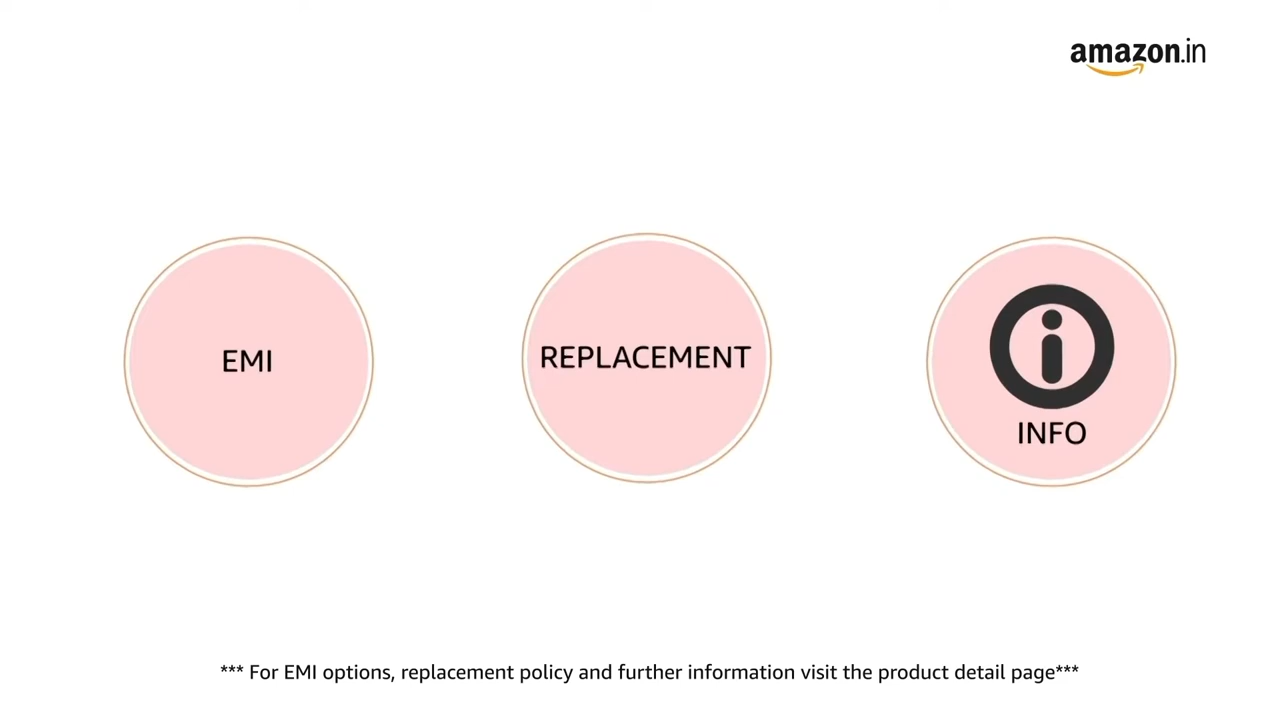 amazon.in
EMI
REPLACEMENT
INFO
*** For EMI options, replacement policy and further information visit the product detail page***